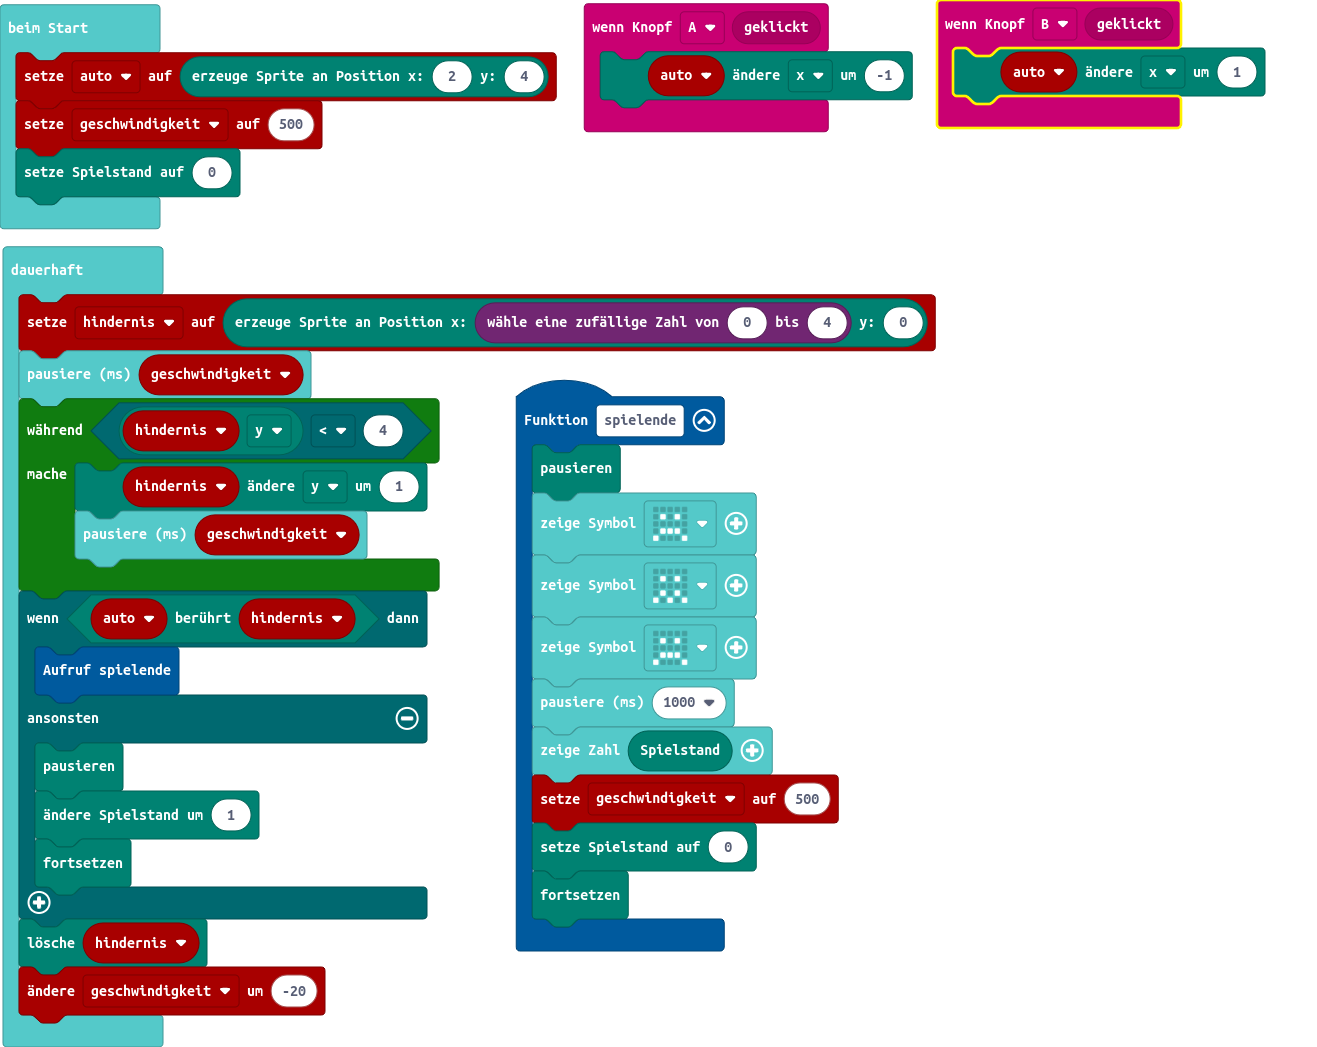 beim Start
setze auto auf erzeuge Sprite an Position x: 2 y: 4
setze geschwindigkeit auf 500
setze Spielstand auf 0
wenn Knopf A geklickt
auto ändere x um -1
wenn Knopf B geklickt
auto ändere x um 1
dauerhaft
setze hindernis auf erzeuge Sprite an Position x: wähle eine zufällige Zahl von 0 bis 4 y: 0
pausiere (ms) geschwindigkeit
während hindernis y < 4
mache hindernis ändere y um 1
pausiere (ms) geschwindigkeit
wenn auto berührt hindernis dann
Aufruf spielende
ansonsten
pausieren
ändere Spielstand um 1
fortsetzen
lösche hindernis
ändere geschwindigkeit um -20
Funktion spielende
pausieren
zeige Symbol
zeige Symbol
zeige Symbol
pausiere (ms) 1000
zeige Zahl Spielstand
setze geschwindigkeit auf 500
setze Spielstand auf 0
fortsetzen